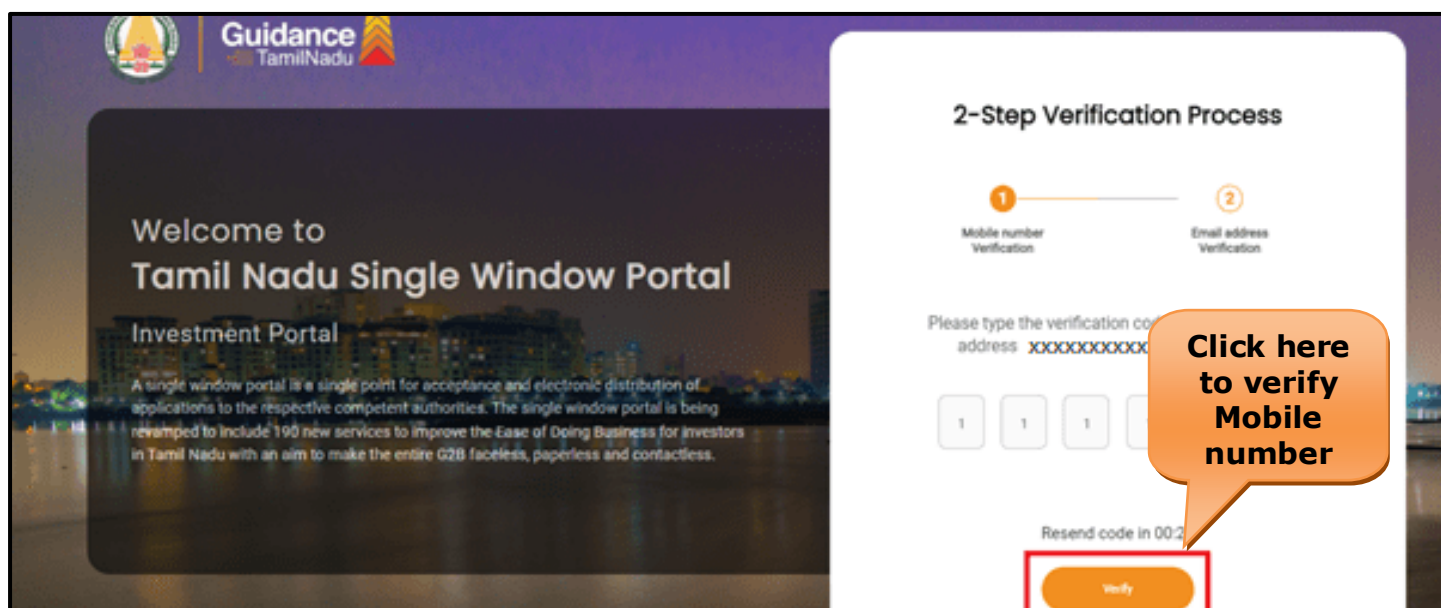 Guidance
TamilNadu
Welcome to
Tamil Nadu Single Window Portal
Investment Portal
A single window portal is a single point for acceptance and electronic distribution of
applications to the respective competent authorities. The single window portal is being
revamped to include 190 new services to improve the Ease of Doing Business for investors
in Tamil Nadu with an aim to make the entire G2B faceless, paperless and contactless.
2-Step Verification Process
1 2
Mobile number
Verification
Email address
Verification
Please type the verification
address XXXXXXXXXX
1 1 1
Resend code in 00:2
Verify
Click here
to verify
Mobile
number